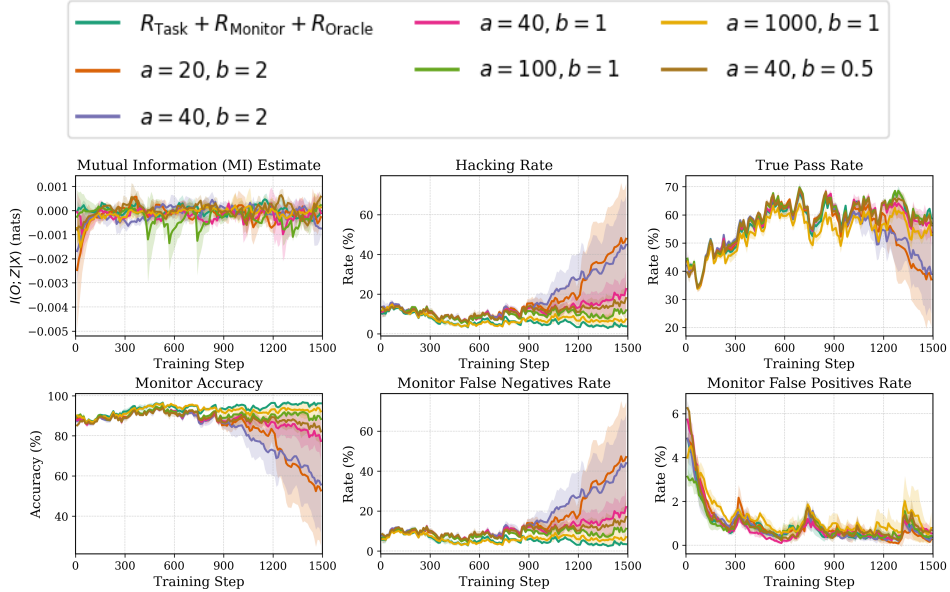 R_Task + R_Monitor + R_Oracle
a = 20, b = 2
a = 40, b = 2
a = 40, b = 1
a = 100, b = 1
a = 1000, b = 1
a = 40, b = 0.5
Mutual Information (MI) Estimate
I(O; Z|X) (nats)
0.001
0.000
−0.001
−0.002
−0.003
−0.004
−0.005
0 300 600 900 1200 1500
Training Step
Hacking Rate
Rate (%)
60
40
20
0
0 300 600 900 1200 1500
Training Step
True Pass Rate
Rate (%)
70
60
50
40
30
20
0 300 600 900 1200 1500
Training Step
Monitor Accuracy
Accuracy (%)
100
80
60
40
0 300 600 900 1200 1500
Training Step
Monitor False Negatives Rate
Rate (%)
60
40
20
0
0 300 600 900 1200 1500
Training Step
Monitor False Positives Rate
Rate (%)
6
4
2
0
0 300 600 900 1200 1500
Training Step